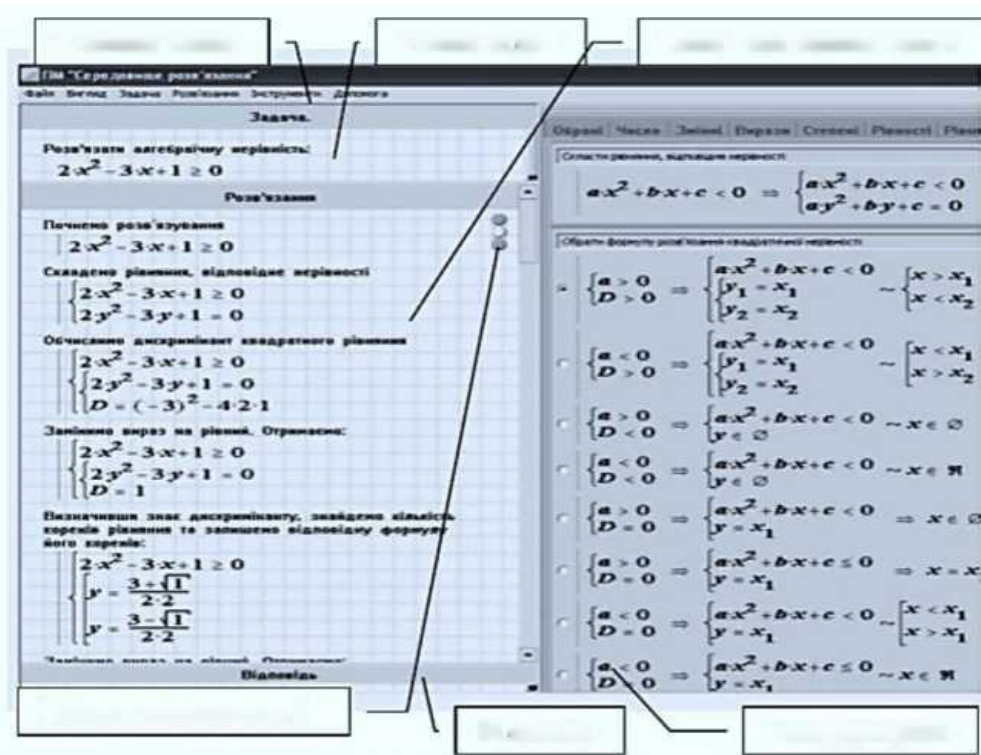 ПМ "Середовище розв'язання"
Файл Вигляд Задача Розв'язання Інструменти Допомога
Задача.
Розв'язати алгебраїчну нерівність:
2·x² − 3·x + 1 ≥ 0
Розв'язання
Почнемо розв'язування
2·x² − 3·x + 1 ≥ 0
Складемо рівняння, відповідне нерівності
2·x² − 3·x + 1 ≥ 0
2·y² − 3·y + 1 = 0
Обчислимо дискримінант квадратного рівняння
2·x² − 3·x + 1 ≥ 0
2·y² − 3·y + 1 = 0
D = (−3)² − 4·2·1
Замінимо вираз на рівний. Отримаємо:
2·x² − 3·x + 1 ≥ 0
2·y² − 3·y + 1 = 0
D = 1
Визначивши знак дискримінанту, знайдемо кількість
коренів рівняння та запишемо відповідну формулу
його коренів:
2·x² − 3·x + 1 ≥ 0
y = (3 + √1)/(2·2)
y = (3 − √1)/(2·2)
Замінимо вираз на рівний. Отримаємо:
Відповідь
Обрані Числа Змінні Вирази Степені Рівності
Скласти рівняння, відповідне нерівності
a·x² + b·x + c < 0 ⇒ { a·x² + b·x + c < 0
a·y² + b·y + c = 0
Обрати формулу розв'язання квадратичної нерівності
{ a > 0 D > 0 ⇒ { a·x² + b·x + c < 0 { y₁ = x₁ y₂ = x₂ ~ [ x > x₁ x < x₂
{ a < 0 D > 0 ⇒ { a·x² + b·x + c < 0 { y₁ = x₁ y₂ = x₂ ~ [ x < x₁ x > x₂
{ a > 0 D < 0 ⇒ { a·x² + b·x + c < 0 y ∈ ∅ ~ x ∈ ∅
{ a < 0 D < 0 ⇒ { a·x² + b·x + c < 0 y ∈ ∅ ~ x ∈ ℜ
{ a > 0 D = 0 ⇒ { a·x² + b·x + c < 0 y = x₁ ⇒ x ∈ ∅
{ a > 0 D = 0 ⇒ { a·x² + b·x + c ≤ 0 y = x₁ ⇒ x = x
{ a < 0 D = 0 ⇒ { a·x² + b·x + c < 0 y = x₁ ~ [ x < x₁ x > x₁
{ a < 0 D = 0 ⇒ { a·x² + b·x + c ≤ 0 y = x₁ ~ x ∈ ℜ